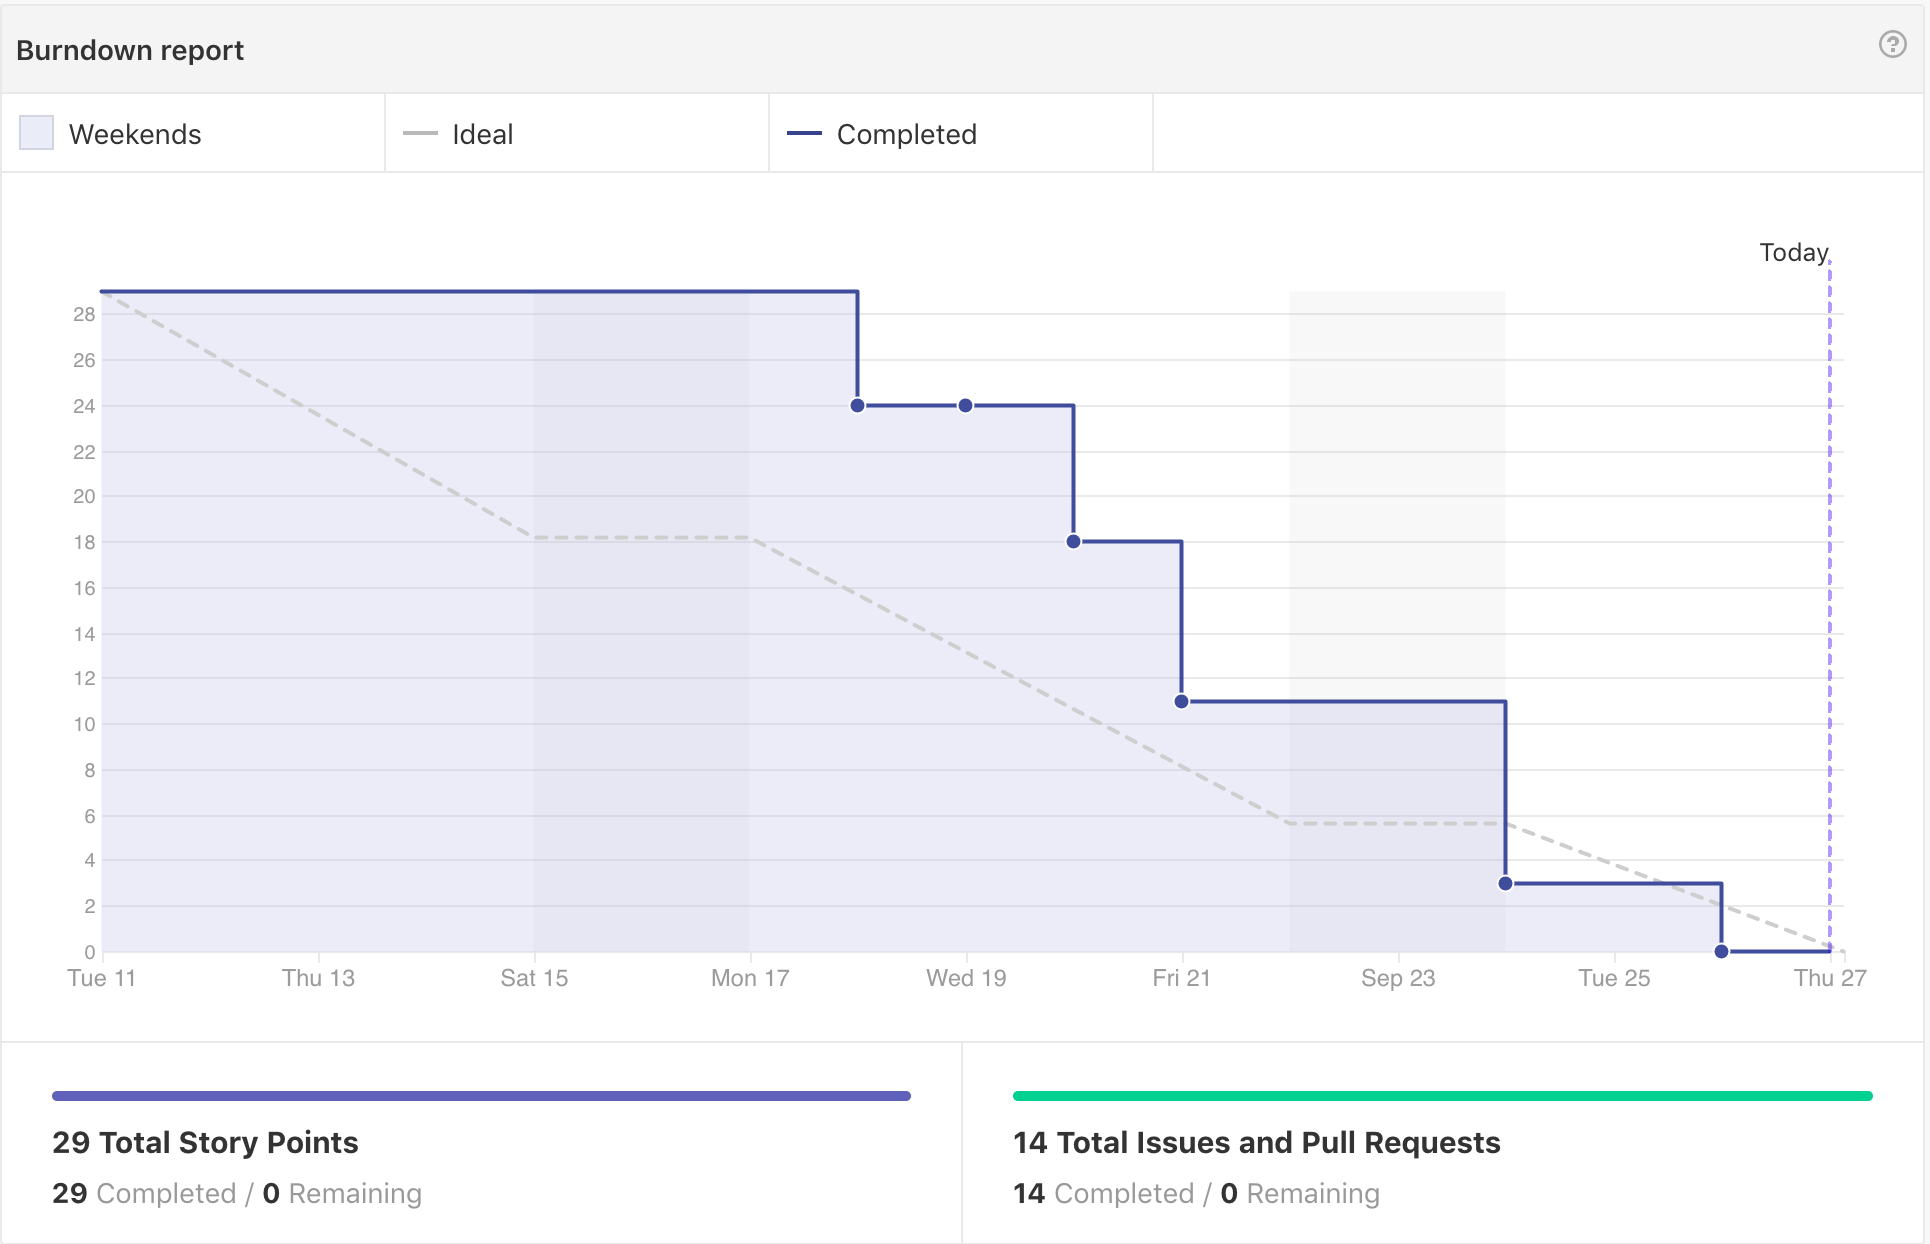 Burndown report
Weekends
Ideal
Completed
Today
28
26
24
22
20
18
16
14
12
10
8
6
4
2
0
Tue 11 Thu 13 Sat 15 Mon 17 Wed 19 Fri 21 Sep 23 Tue 25 Thu 27
29 Total Story Points
29 Completed / 0 Remaining
14 Total Issues and Pull Requests
14 Completed / 0 Remaining